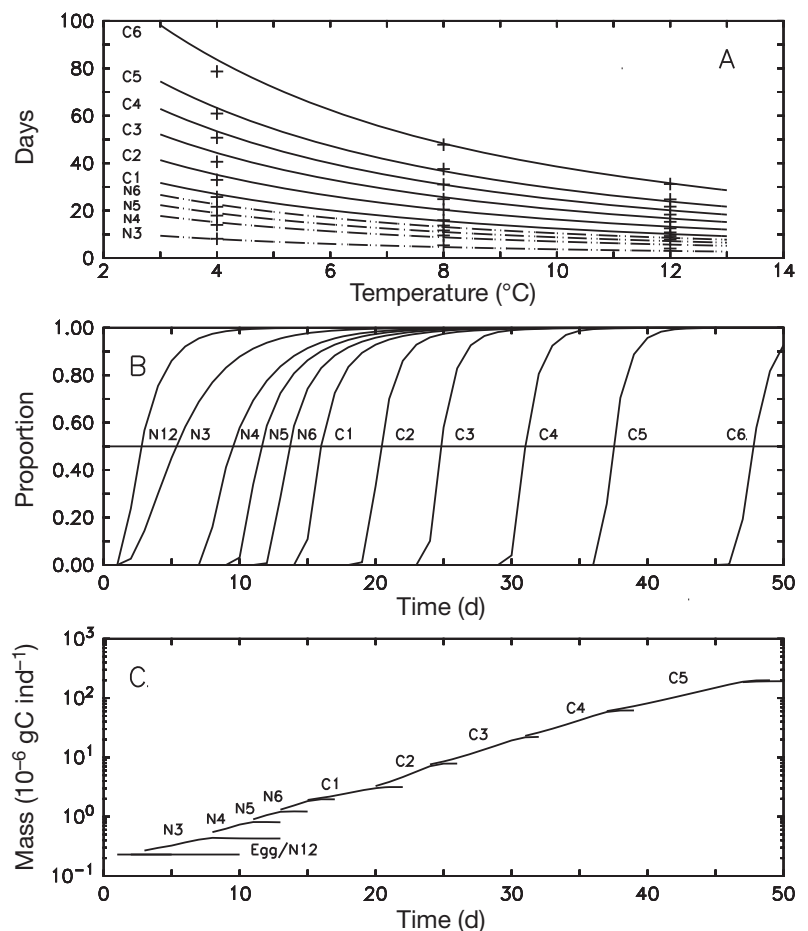 100
80
60
40
20
0
Days
C6
C5
C4
C3
C2
C1
N6
N5
N4
N3
A
2 4 6 8 10 12 14
Temperature (°C)
1.00
0.80
0.60
0.40
0.20
0.00
Proportion
B
N12 N3 N4 N5 N6 C1 C2 C3 C4 C5 C6
0 10 20 30 40 50
Time (d)
10³
10²
10¹
10⁰
10⁻¹
Mass (10⁻⁶ gC ind⁻¹)
C
Egg/N12
N3 N4 N5 N6 C1 C2 C3 C4 C5
0 10 20 30 40 50
Time (d)